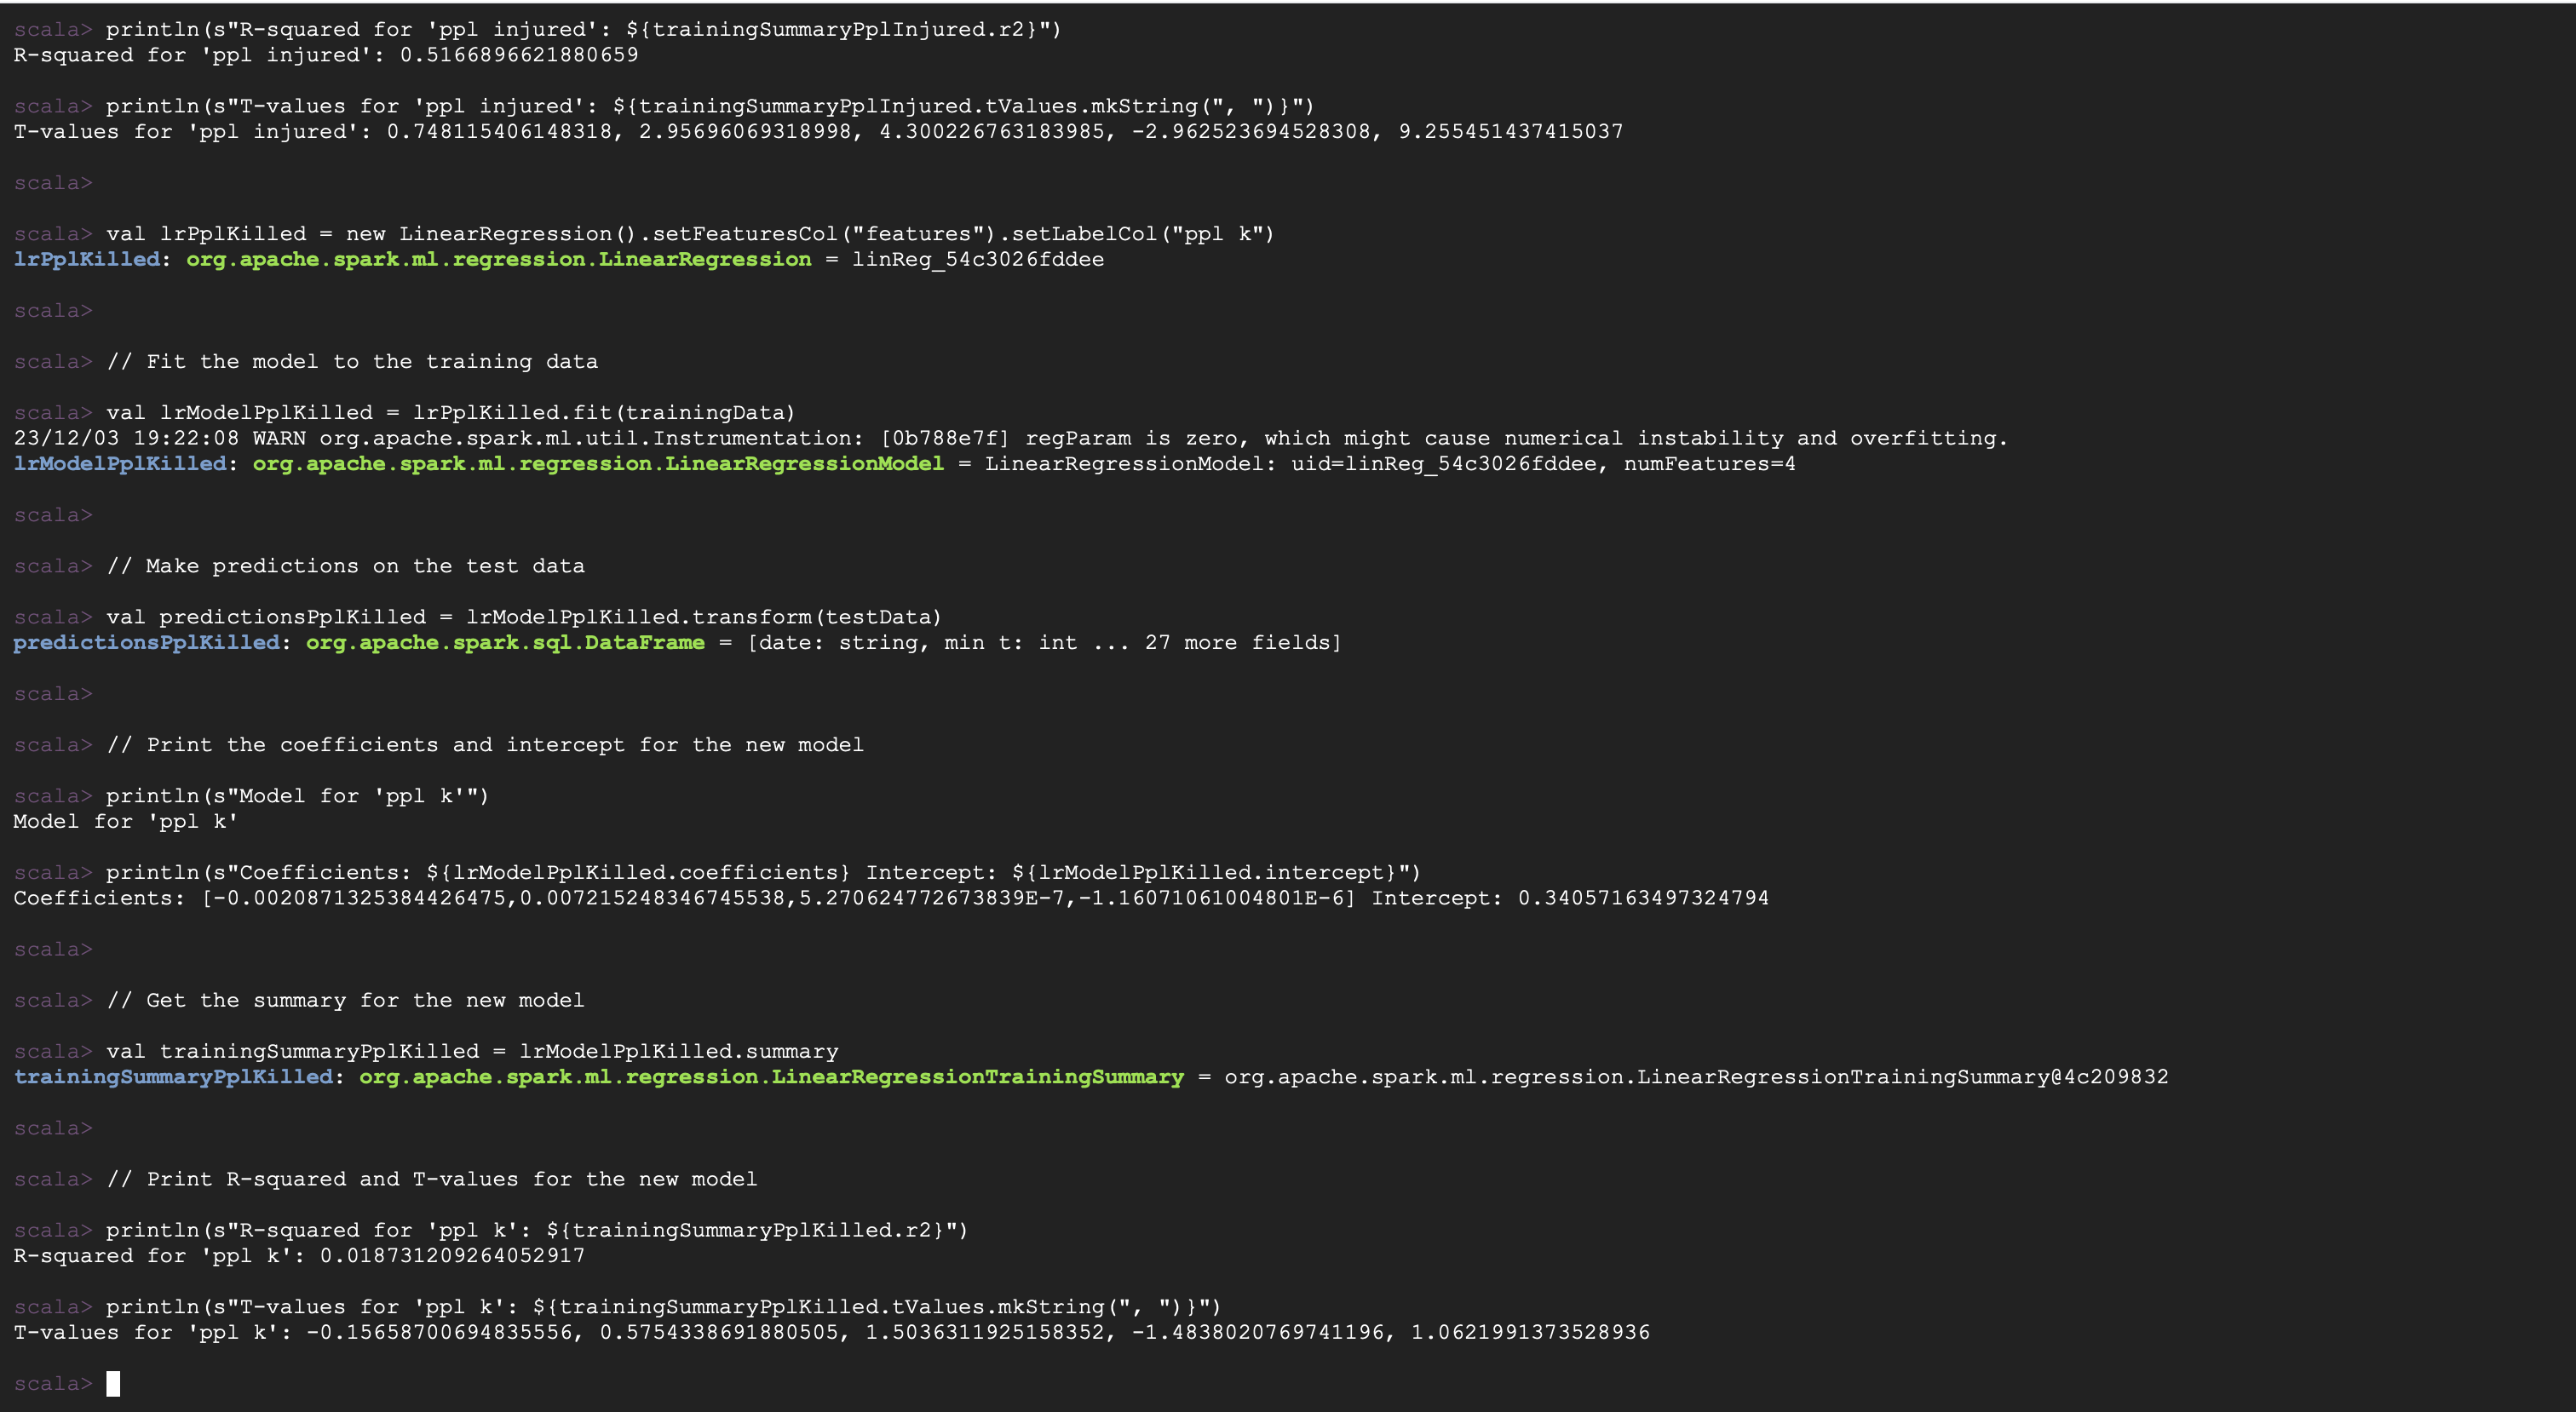 scala> println(s"R-squared for 'ppl injured': ${trainingSummaryPplInjured.r2}")
R-squared for 'ppl injured': 0.5166896621880659
scala> println(s"T-values for 'ppl injured': ${trainingSummaryPplInjured.tValues.mkString(", ")}")
T-values for 'ppl injured': 0.748115406148318, 2.95696069318998, 4.300226763183985, -2.962523694528308, 9.255451437415037
scala>
scala> val lrPplKilled = new LinearRegression().setFeaturesCol("features").setLabelCol("ppl k")
lrPplKilled: org.apache.spark.ml.regression.LinearRegression = linReg_54c3026fddee
scala>
scala> // Fit the model to the training data
scala> val lrModelPplKilled = lrPplKilled.fit(trainingData)
23/12/03 19:22:08 WARN org.apache.spark.ml.util.Instrumentation: [0b788e7f] regParam is zero, which might cause numerical instability and overfitting.
lrModelPplKilled: org.apache.spark.ml.regression.LinearRegressionModel = LinearRegressionModel: uid=linReg_54c3026fddee, numFeatures=4
scala>
scala> // Make predictions on the test data
scala> val predictionsPplKilled = lrModelPplKilled.transform(testData)
predictionsPplKilled: org.apache.spark.sql.DataFrame = [date: string, min t: int ... 27 more fields]
scala>
scala> // Print the coefficients and intercept for the new model
scala> println(s"Model for 'ppl k'")
Model for 'ppl k'
scala> println(s"Coefficients: ${lrModelPplKilled.coefficients} Intercept: ${lrModelPplKilled.intercept}")
Coefficients: [-0.0020871325384426475,0.007215248346745538,5.270624772673839E-7,-1.16071061004801E-6] Intercept: 0.34057163497324794
scala>
scala> // Get the summary for the new model
scala> val trainingSummaryPplKilled = lrModelPplKilled.summary
trainingSummaryPplKilled: org.apache.spark.ml.regression.LinearRegressionTrainingSummary = org.apache.spark.ml.regression.LinearRegressionTrainingSummary@4c209832
scala>
scala> // Print R-squared and T-values for the new model
scala> println(s"R-squared for 'ppl k': ${trainingSummaryPplKilled.r2}")
R-squared for 'ppl k': 0.018731209264052917
scala> println(s"T-values for 'ppl k': ${trainingSummaryPplKilled.tValues.mkString(", ")}")
T-values for 'ppl k': -0.15658700694835556, 0.5754338691880505, 1.5036311925158352, -1.4838020769741196, 1.0621991373528936
scala>